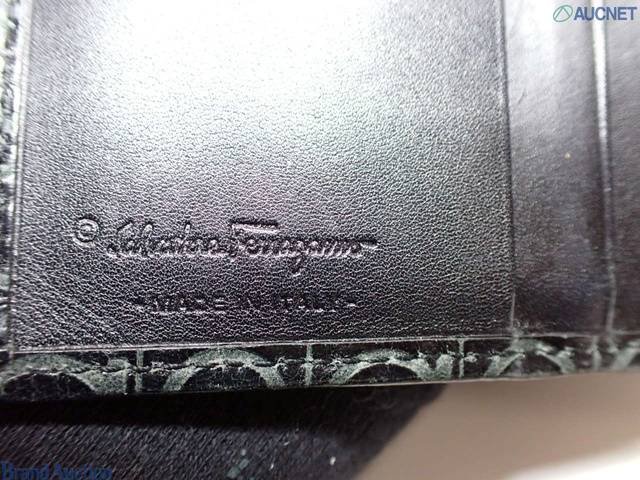 AUCNET
© Salvatore Ferragamo
-MADE IN ITALY-
Brand Auction